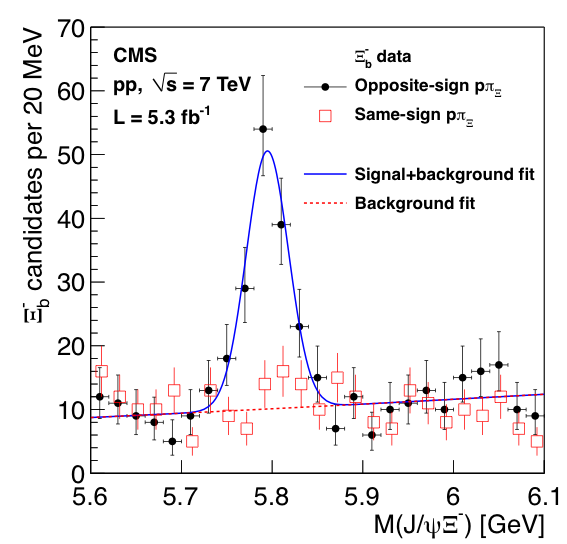 CMS
pp, √s = 7 TeV
L = 5.3 fb⁻¹
Ξ⁻b data
Opposite-sign pπΞ
Same-sign pπΞ
Signal+background fit
Background fit
Ξ⁻b candidates per 20 MeV
70
60
50
40
30
20
10
0
5.6 5.7 5.8 5.9 6 6.1
M(J/ψΞ⁻) [GeV]